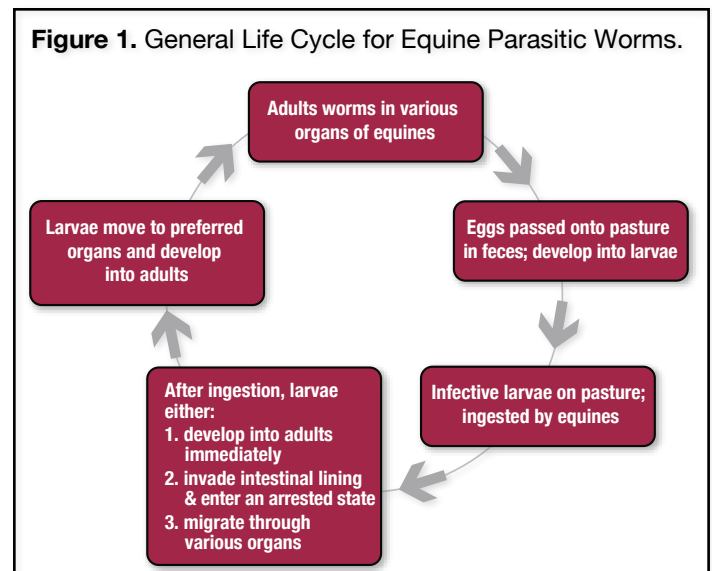 Figure 1. General Life Cycle for Equine Parasitic Worms.
Adults worms in various
organs of equines
Eggs passed onto pasture
in feces; develop into larvae
Infective larvae on pasture;
ingested by equines
After ingestion, larvae
either:
1. develop into adults
immediately
2. invade intestinal lining
& enter an arrested state
3. migrate through
various organs
Larvae move to preferred
organs and develop
into adults